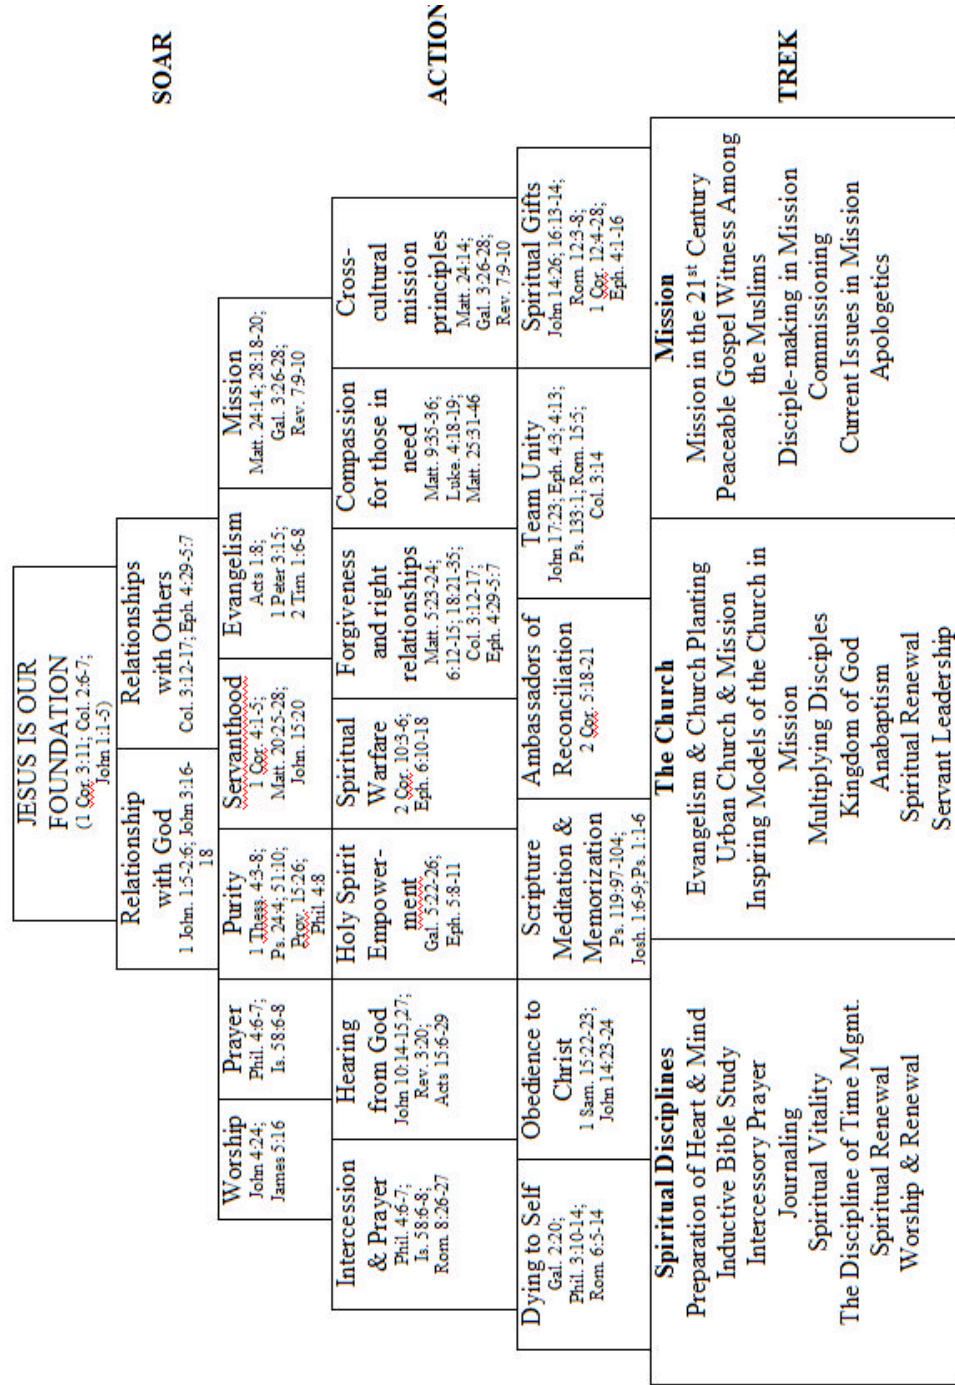 JESUS IS OUR
FOUNDATION
(1 Cor. 3:11; Col. 2:6-7;
John 1:1-5)
Relationship
with God
1 John. 1:5-2:6; John 3:16-
18
Relationships
with Others
Col. 3:12-17; Eph. 4:29-5:7
SOAR
Worship
John 4:24;
James 5:16
Prayer
Phil. 4:6-7;
Is. 58:6-8
Purity
1 Thess. 4:3-8;
Ps. 24:4; 51:10;
Prov. 15:26;
Phil. 4:8
Servanthood
1 Cor. 4:1-5;
Matt. 20:25-28;
John. 15:20
Evangelism
Acts 1:8;
1 Peter 3:15;
2 Tim. 1:6-8
Mission
Matt. 24:14; 28:18-20;
Gal. 3:26-28;
Rev. 7:9-10
Intercession
& Prayer
Phil. 4:6-7;
Is. 58:6-8;
Rom. 8:26-27
Hearing
from God
John 10:14-15,27;
Rev. 3:20;
Acts 15:6-29
Holy Spirit
Empower-
ment
Gal. 5:22-26;
Eph. 5:8-11
Spiritual
Warfare
2 Cor. 10:3-6;
Eph. 6:10-18
Forgiveness
and right
relationships
Matt. 5:23-24;
6:12-15; 18:21-35;
Col. 3:12-17;
Eph. 4:29-5:7
Compassion
for those in
need
Matt. 9:35-36;
Luke. 4:18-19;
Matt. 25:31-46
Cross-
cultural
mission
principles
Matt. 24:14;
Gal. 3:26-28;
Rev. 7:9-10
ACTION
Dying to Self
Gal. 2:20;
Phil. 3:10-14;
Rom. 6:5-14
Obedience to
Christ
1 Sam. 15:22-23;
John 14:23-24
Scripture
Meditation &
Memorization
Ps. 119:97-104;
Josh. 1:6-9; Ps. 1:1-6
Ambassadors of
Reconciliation
2 Cor. 5:18-21
Team Unity
John 17:23; Eph. 4:3; 4:13;
Ps. 133:1; Rom. 15:5;
Col. 3:14
Spiritual Gifts
John 14:26; 16:13-14;
Rom. 12:3-8;
1 Cor. 12:4-28;
Eph. 4:1-16
Spiritual Disciplines
Preparation of Heart & Mind
Inductive Bible Study
Intercessory Prayer
Journaling
Spiritual Vitality
The Discipline of Time Mgmt.
Spiritual Renewal
Worship & Renewal
The Church
Evangelism & Church Planting
Urban Church & Mission
Inspiring Models of the Church in
Mission
Multiplying Disciples
Kingdom of God
Anabaptism
Spiritual Renewal
Servant Leadership
Mission
Mission in the 21st Century
Peaceable Gospel Witness Among
the Muslims
Disciple-making in Mission
Commissioning
Current Issues in Mission
Apologetics
TREK